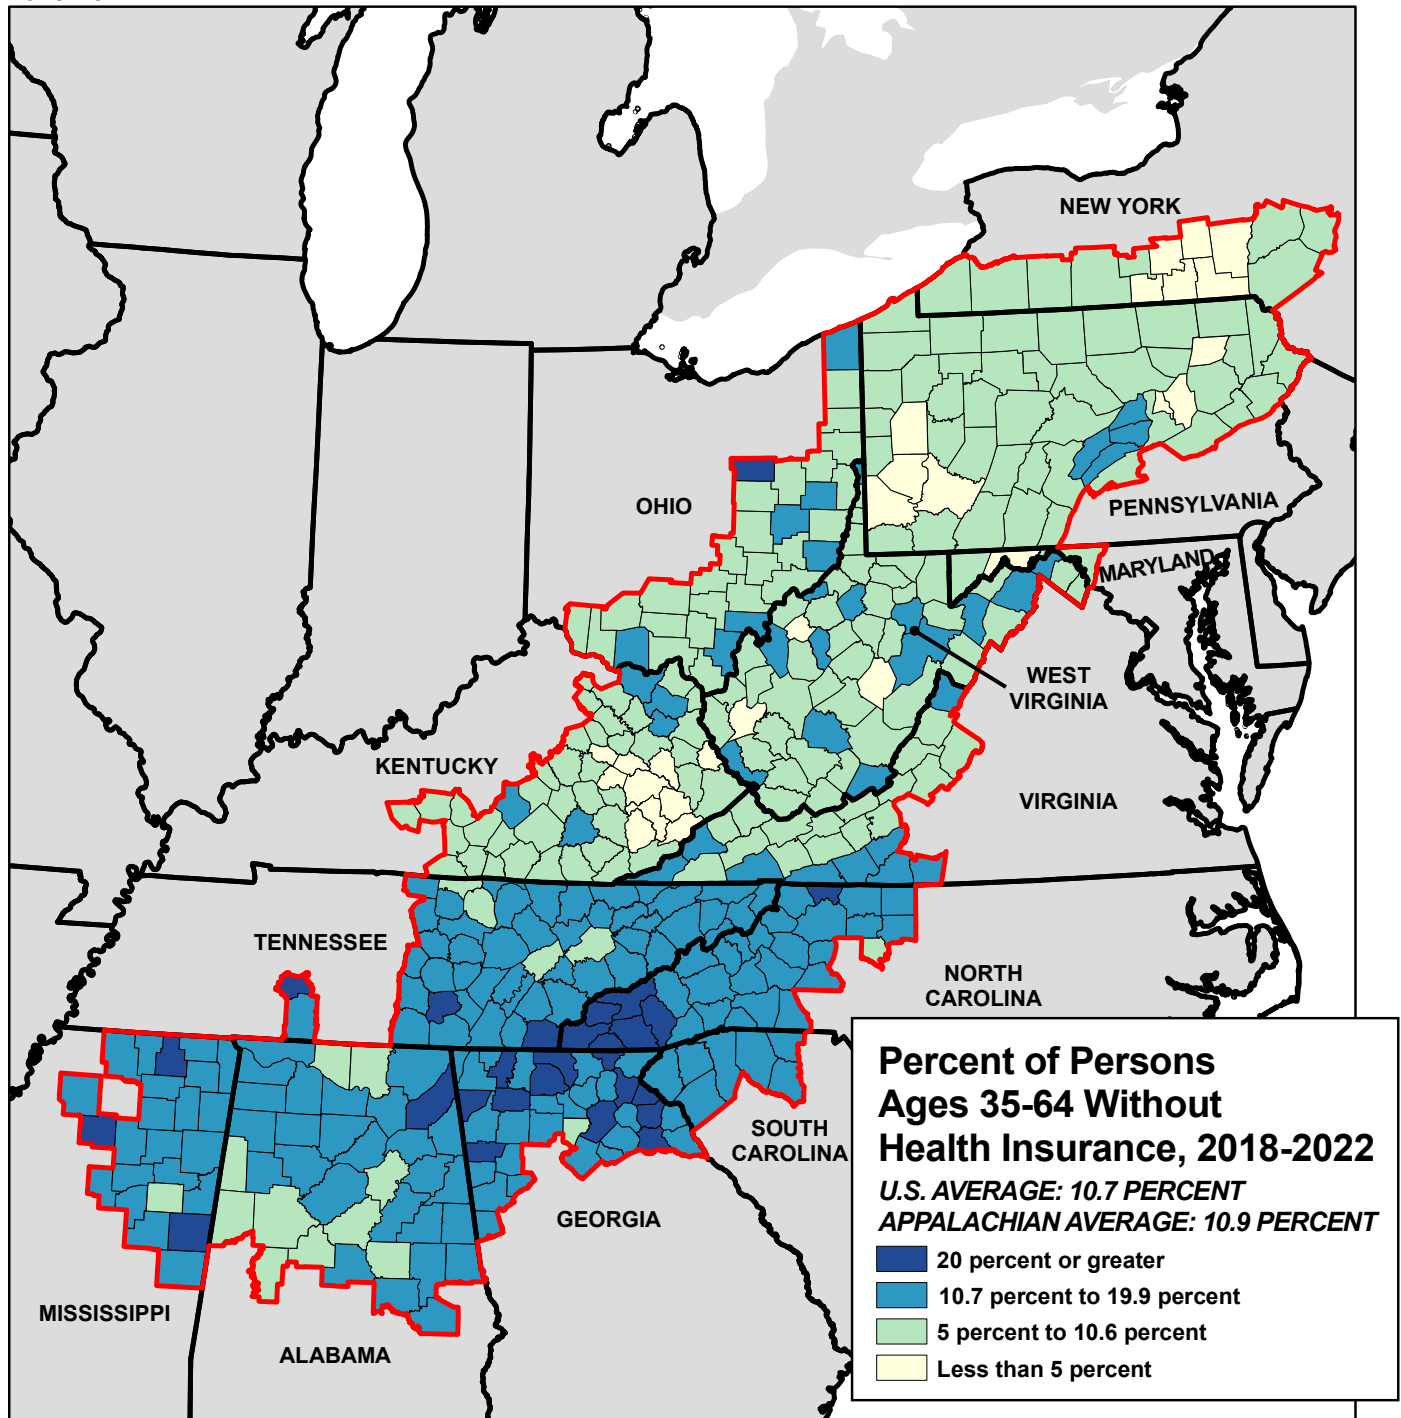 NEW YORK
OHIO
PENNSYLVANIA
MARYLAND
WEST
VIRGINIA
KENTUCKY
VIRGINIA
TENNESSEE
NORTH
CAROLINA
SOUTH
CAROLINA
GEORGIA
MISSISSIPPI
ALABAMA
Percent of Persons
Ages 35-64 Without
Health Insurance, 2018-2022
U.S. AVERAGE: 10.7 PERCENT
APPALACHIAN AVERAGE: 10.9 PERCENT
20 percent or greater
10.7 percent to 19.9 percent
5 percent to 10.6 percent
Less than 5 percent